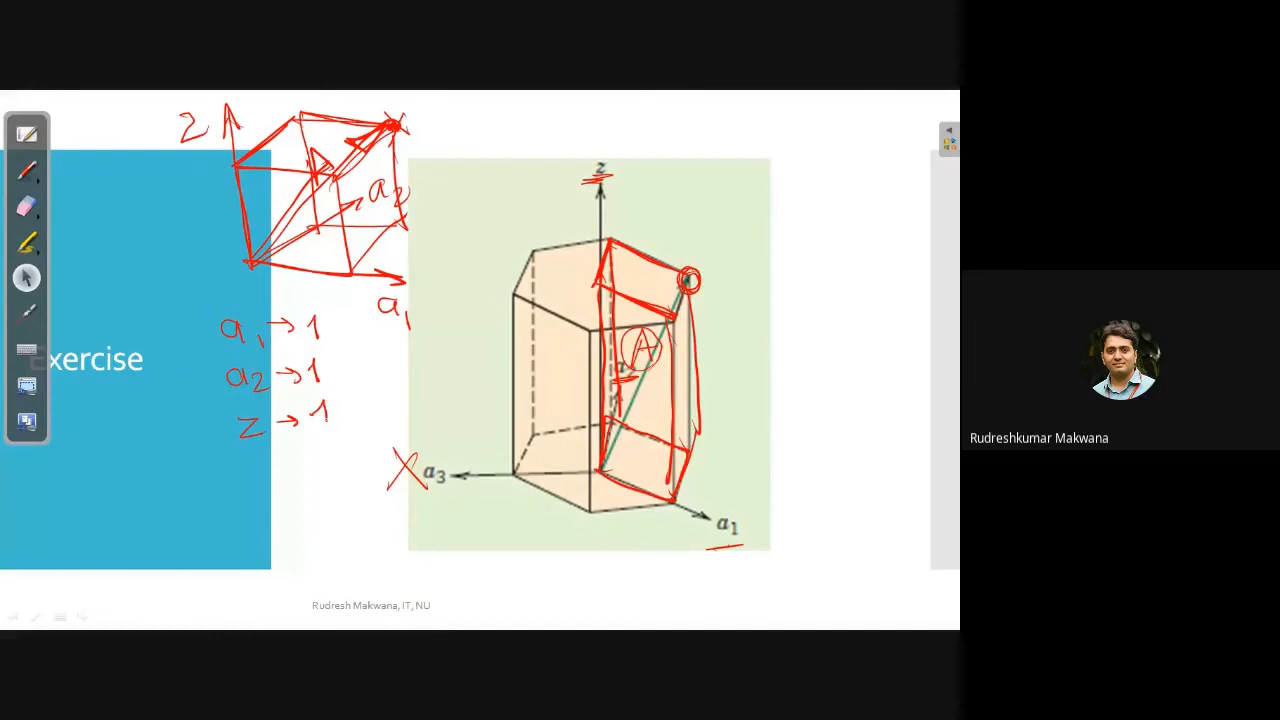 z
a2
a1
a1 → 1
a2 → 1
z → 1
Exercise
z
A
a
X
a3
a1
Rudresh Makwana, IT, NU
Rudreshkumar Makwana